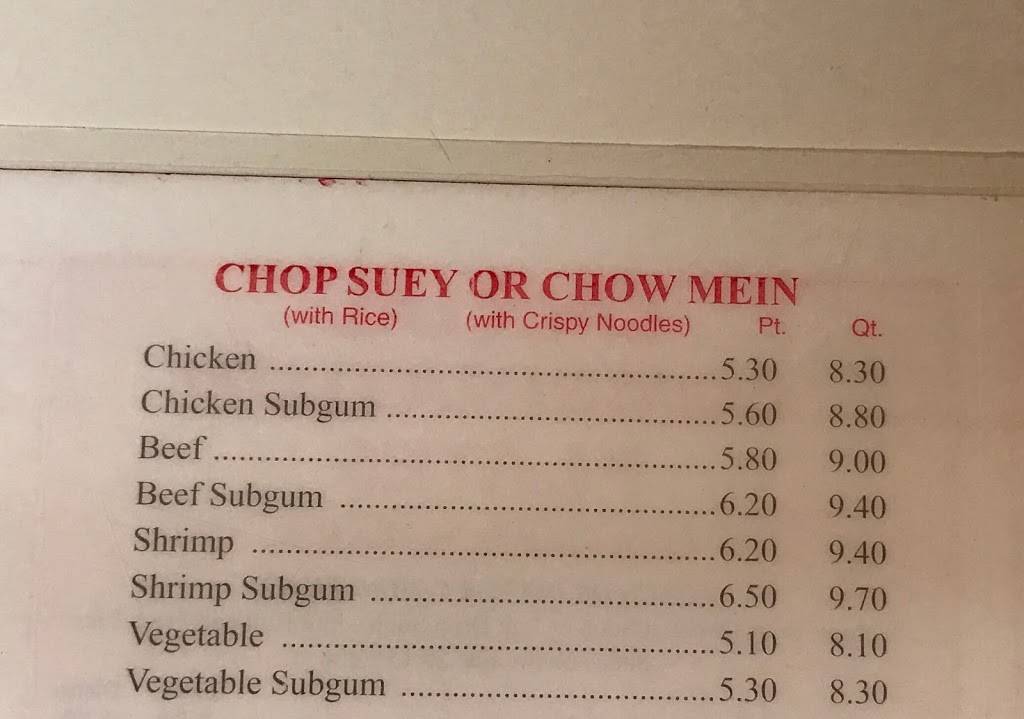 CHOP SUEY OR CHOW MEIN
(with Rice) (with Crispy Noodles) Pt. Qt.
Chicken ........................................................ 5.30 8.30
Chicken Subgum ........................................ 5.60 8.80
Beef ............................................................ 5.80 9.00
Beef Subgum ............................................. 6.20 9.40
Shrimp ........................................................ 6.20 9.40
Shrimp Subgum ......................................... 6.50 9.70
Vegetable .................................................... 5.10 8.10
Vegetable Subgum ...................................... 5.30 8.30